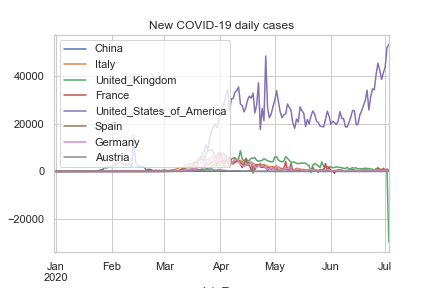 New COVID-19 daily cases
China
Italy
United_Kingdom
France
United_States_of_America
Spain
Germany
Austria
40000
20000
0
−20000
Jan
2020
Feb
Mar
Apr
May
Jun
Jul